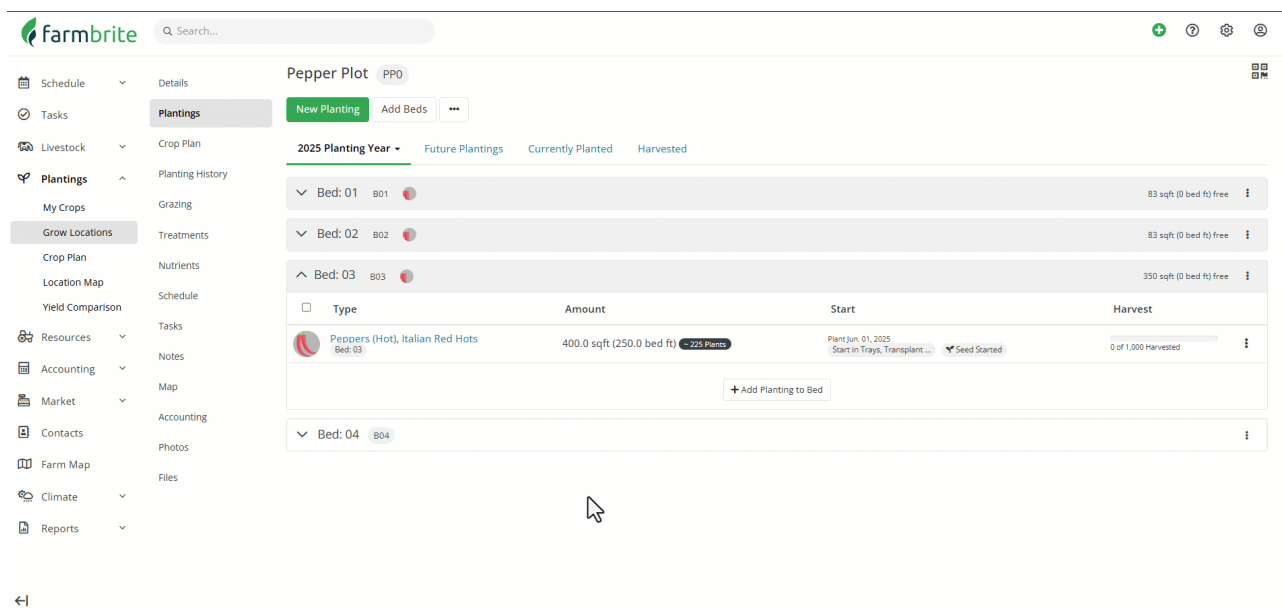 farmbrite
Search...
Schedule
Tasks
Livestock
Plantings
My Crops
Grow Locations
Crop Plan
Location Map
Yield Comparison
Resources
Accounting
Market
Contacts
Farm Map
Climate
Reports
Details
Plantings
Crop Plan
Planting History
Grazing
Treatments
Nutrients
Schedule
Tasks
Notes
Map
Accounting
Photos
Files
Pepper Plot PP0
New Planting Add Beds •••
2025 Planting Year Future Plantings Currently Planted Harvested
Bed: 01 B01 83 sqft (0 bed ft) free
Bed: 02 B02 83 sqft (0 bed ft) free
Bed: 03 B03 350 sqft (0 bed ft) free
Type Amount Start Harvest
Peppers (Hot), Italian Red Hots
Bed: 03
400.0 sqft (250.0 bed ft) ~ 225 Plants
Plant Jun. 01, 2025
Start in Trays, Transplant ... Seed Started
0 of 1,000 Harvested
+ Add Planting to Bed
Bed: 04 B04